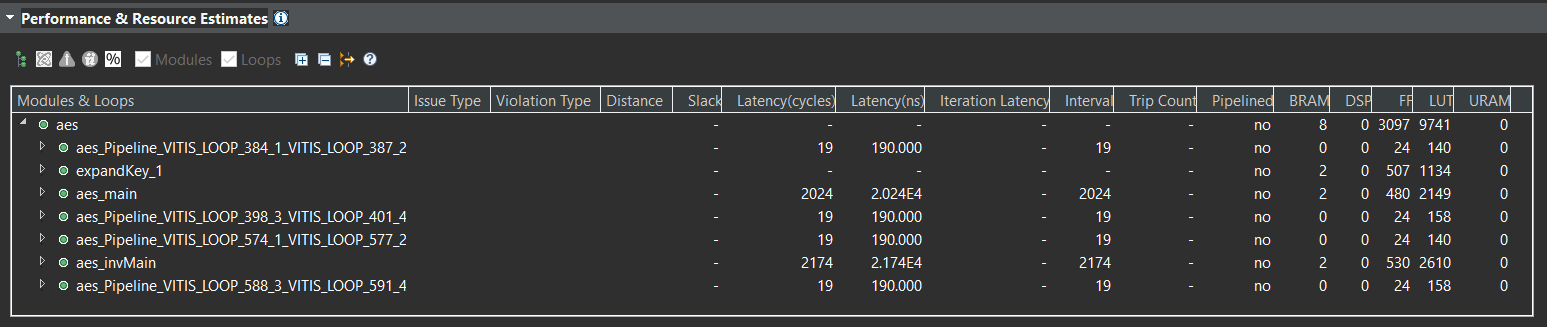 Performance & Resource Estimates
% Modules Loops
Modules & Loops Issue Type Violation Type Distance Slack Latency(cycles) Latency(ns) Iteration Latency Interval Trip Count Pipelined BRAM DSP FF LUT URAM
aes - - - - - - no 8 0 3097 9741 0
aes_Pipeline_VITIS_LOOP_384_1_VITIS_LOOP_387_2 - 19 190.000 - 19 - no 0 0 24 140 0
expandKey_1 - - - - - - no 2 0 507 1134 0
aes_main - 2024 2.024E4 - 2024 - no 2 0 480 2149 0
aes_Pipeline_VITIS_LOOP_398_3_VITIS_LOOP_401_4 - 19 190.000 - 19 - no 0 0 24 158 0
aes_Pipeline_VITIS_LOOP_574_1_VITIS_LOOP_577_2 - 19 190.000 - 19 - no 0 0 24 140 0
aes_invMain - 2174 2.174E4 - 2174 - no 2 0 530 2610 0
aes_Pipeline_VITIS_LOOP_588_3_VITIS_LOOP_591_4 - 19 190.000 - 19 - no 0 0 24 158 0